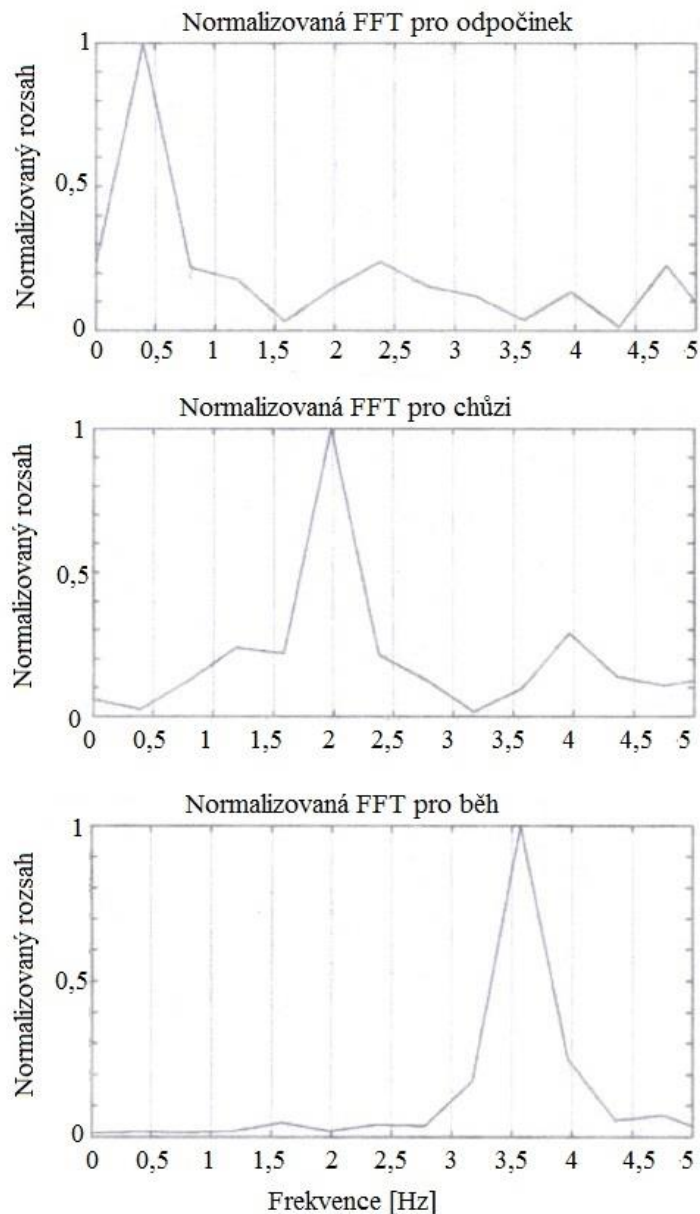 Normalizovaná FFT pro odpočinek
Normalizovaný rozsah
1
0,5
0
0 0,5 1 1,5 2 2,5 3 3,5 4 4,5 5
Normalizovaná FFT pro chůzi
Normalizovaný rozsah
1
0,5
0
0 0,5 1 1,5 2 2,5 3 3,5 4 4,5 5
Normalizovaná FFT pro běh
Normalizovaný rozsah
1
0,5
0
0 0,5 1 1,5 2 2,5 3 3,5 4 4,5 5
Frekvence [Hz]